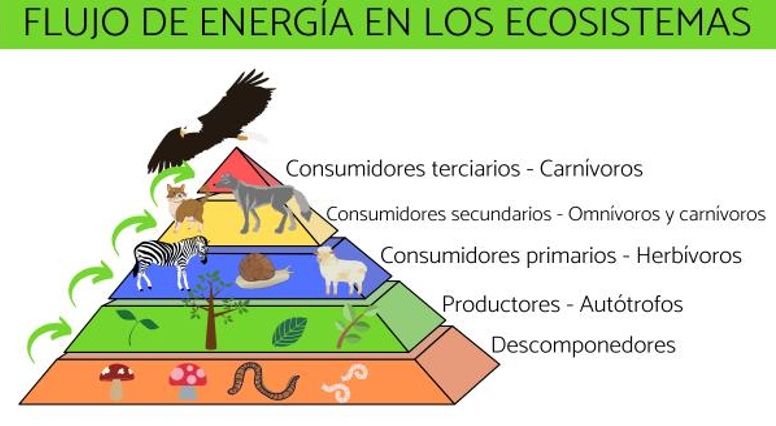 FLUJO DE ENERGÍA EN LOS ECOSISTEMAS
Consumidores terciarios - Carnívoros
Consumidores secundarios - Omnívoros y carnívoros
Consumidores primarios - Herbívoros
Productores - Autótrofos
Descomponedores